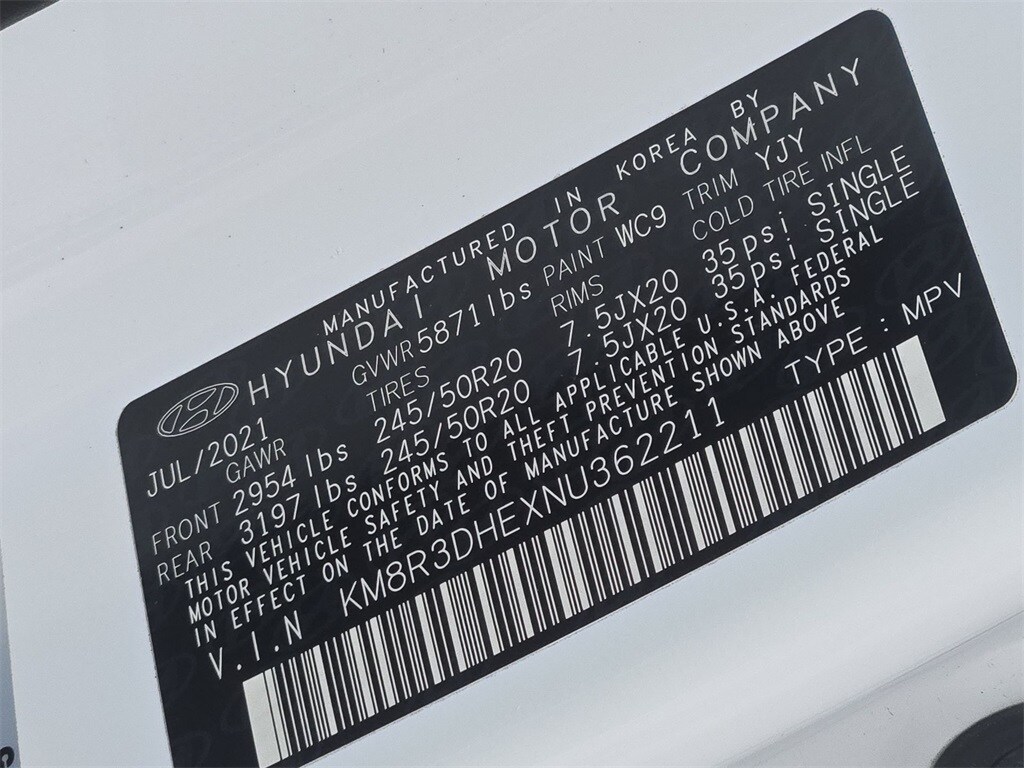 MANUFACTURED IN KOREA BY
HYUNDAI MOTOR COMPANY
JUL/2021 GVWR 5871lbs PAINT WC9 TRIM YJY
GAWR TIRES RIMS COLD TIRE INFL
FRONT 2954 lbs 245/50R20 7.5JX20 35psi SINGLE
REAR 3197 lbs 245/50R20 7.5JX20 35psi SINGLE
THIS VEHICLE CONFORMS TO ALL APPLICABLE U.S.A. FEDERAL
MOTOR VEHICLE SAFETY AND THEFT PREVENTION STANDARDS
IN EFFECT ON THE DATE OF MANUFACTURE SHOWN ABOVE
V.I.N KM8R3DHEXNU362211 TYPE : MPV